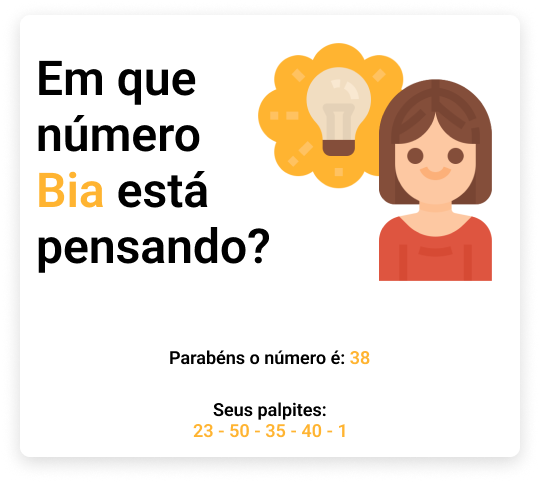 Em que
número
Bia está
pensando?
Parabéns o número é: 38
Seus palpites:
23 - 50 - 35 - 40 - 1